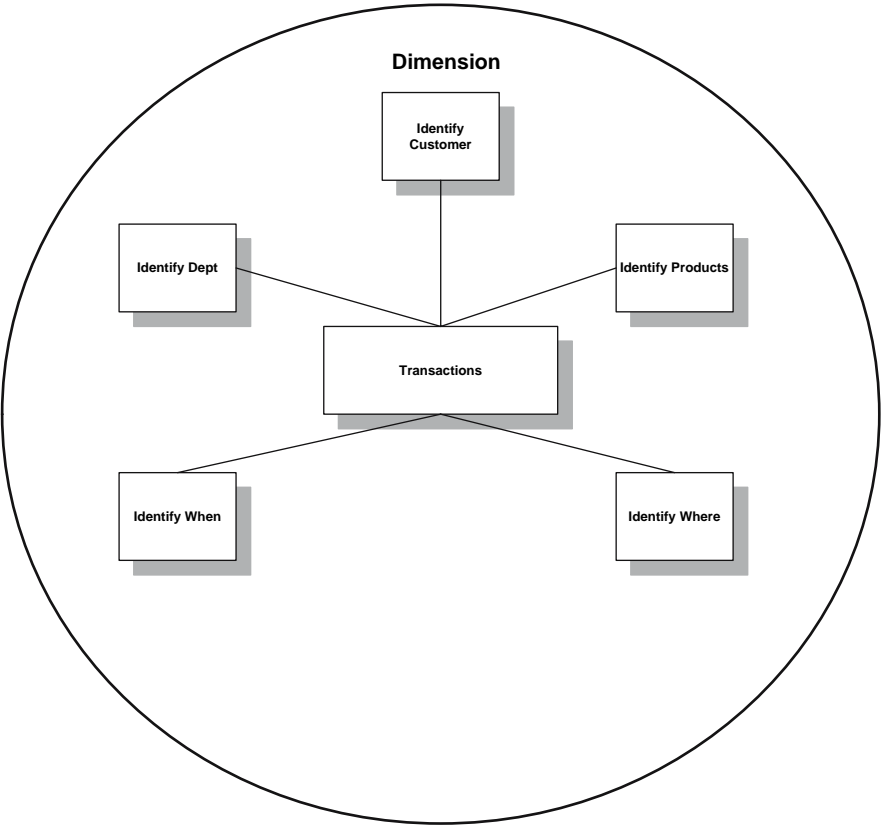 Dimension
Identify
Customer
Identify Dept
Identify Products
Transactions
Identify When
Identify Where